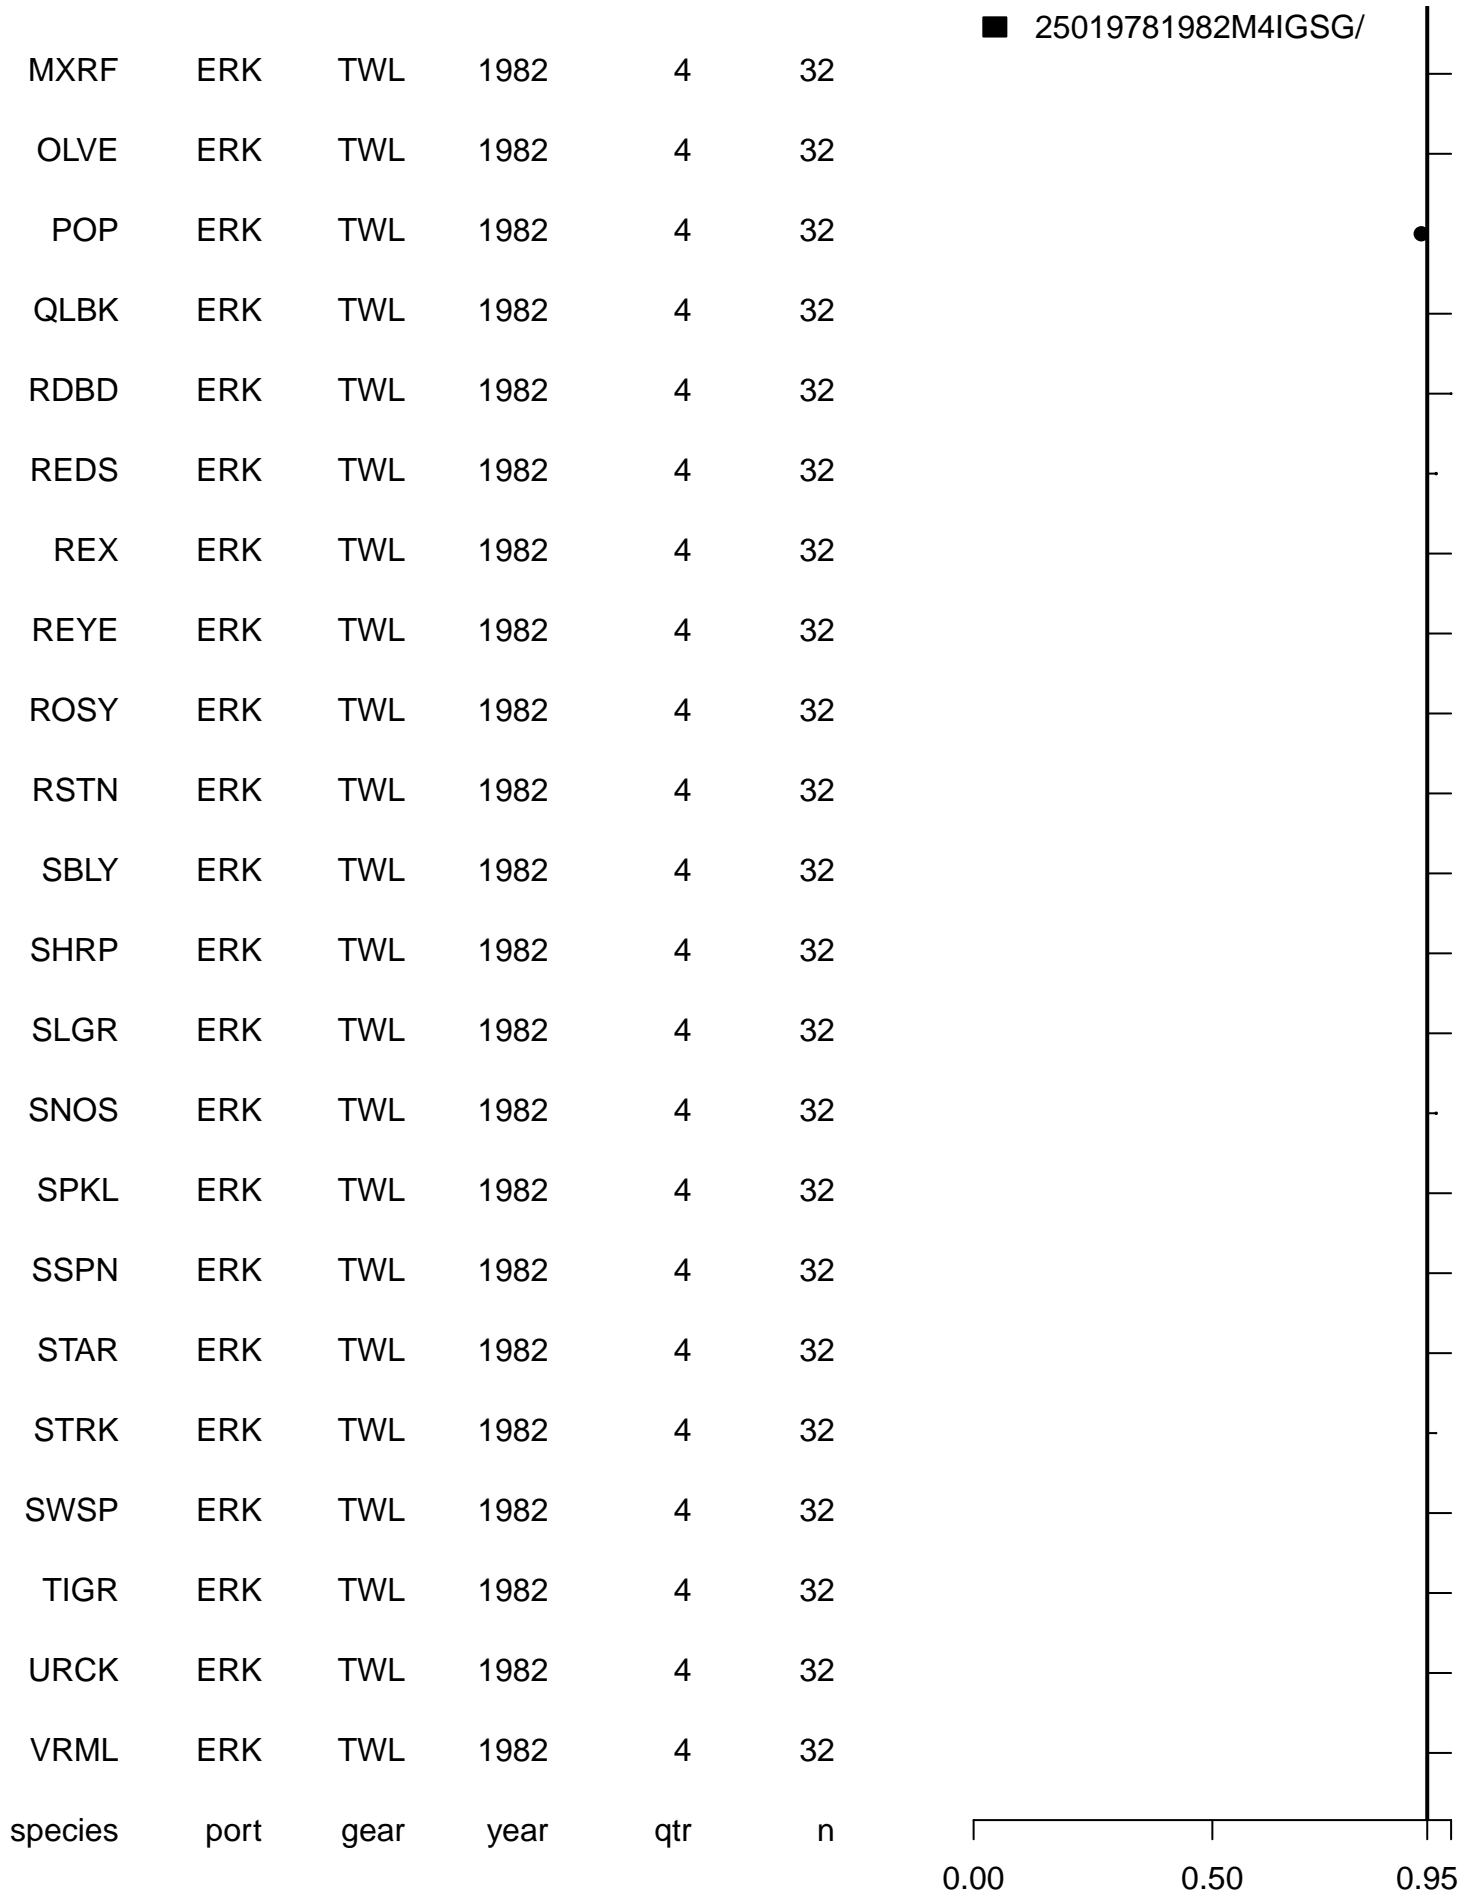 25019781982M4IGSG/
MXRF ERK TWL 1982 4 32
OLVE ERK TWL 1982 4 32
POP ERK TWL 1982 4 32
QLBK ERK TWL 1982 4 32
RDBD ERK TWL 1982 4 32
REDS ERK TWL 1982 4 32
REX ERK TWL 1982 4 32
REYE ERK TWL 1982 4 32
ROSY ERK TWL 1982 4 32
RSTN ERK TWL 1982 4 32
SBLY ERK TWL 1982 4 32
SHRP ERK TWL 1982 4 32
SLGR ERK TWL 1982 4 32
SNOS ERK TWL 1982 4 32
SPKL ERK TWL 1982 4 32
SSPN ERK TWL 1982 4 32
STAR ERK TWL 1982 4 32
STRK ERK TWL 1982 4 32
SWSP ERK TWL 1982 4 32
TIGR ERK TWL 1982 4 32
URCK ERK TWL 1982 4 32
VRML ERK TWL 1982 4 32
species port gear year qtr n
0.00 0.50 0.95